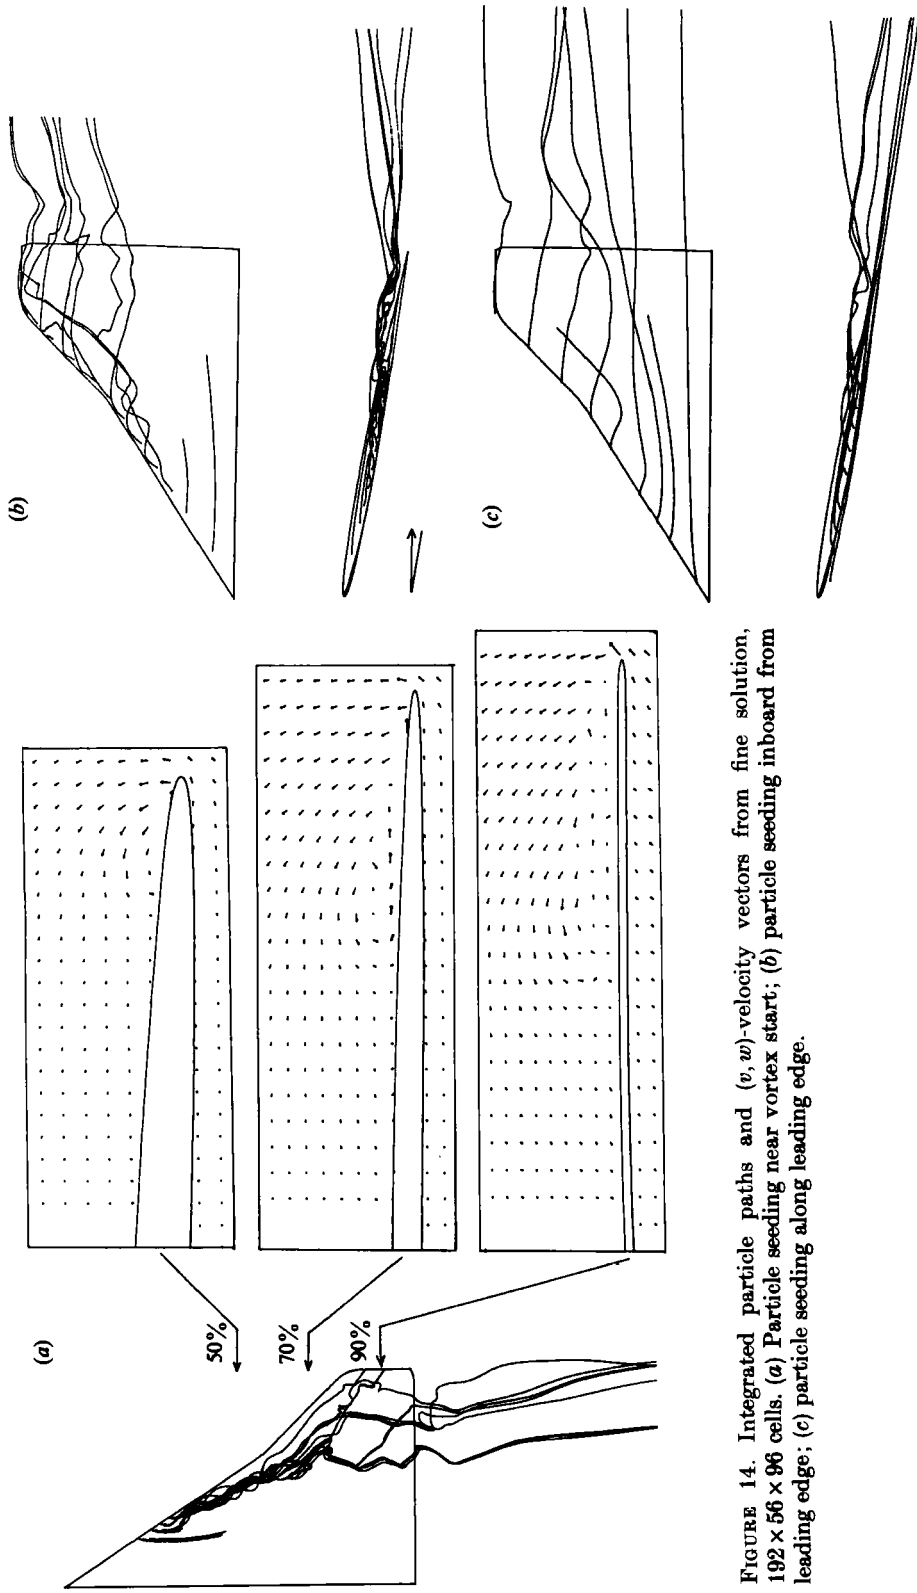 (a)
50%
70%
90%
(b)
(c)
FIGURE 14. Integrated particle paths and (v, w)-velocity vectors from fine solution,
192 × 56 × 96 cells. (a) Particle seeding near vortex start; (b) particle seeding inboard from
leading edge; (c) particle seeding along leading edge.